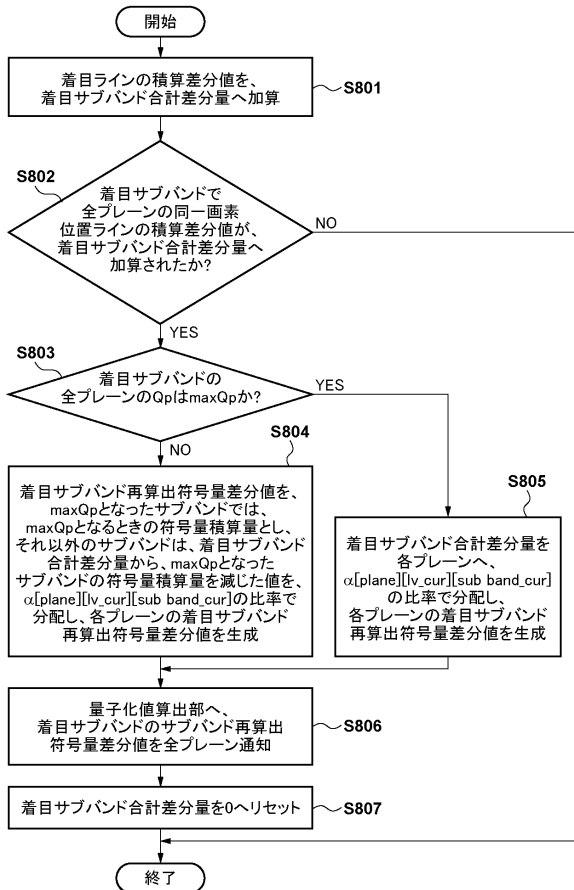 開始
着目ラインの積算差分値を、
着目サブバンド合計差分量へ加算
S801
S802
着目サブバンドで
全プレーンの同一画素
位置ラインの積算差分値が、
着目サブバンド合計差分量へ
加算されたか?
NO
YES
S803
着目サブバンドの
全プレーンのQpはmaxQpか?
YES
NO
S804
着目サブバンド再算出符号量差分値を、
maxQpとなったサブバンドでは、
maxQpとなるときの符号量積算量とし、
それ以外のサブバンドは、着目サブバンド
合計差分量から、maxQpとなった
サブバンドの符号量積算量を減じた値を、
α[plane][lv_cur][sub band_cur]の比率で
分配し、各プレーンの着目サブバンド
再算出符号量差分値を生成
S805
着目サブバンド合計差分量を
各プレーンへ、
α[plane][lv_cur][sub band_cur]
の比率で分配し、
各プレーンの着目サブバンド
再算出符号量差分値を生成
量子化値算出部へ、
着目サブバンドのサブバンド再算出
符号量差分値を全プレーン通知
S806
着目サブバンド合計差分量を0へリセット
S807
終了